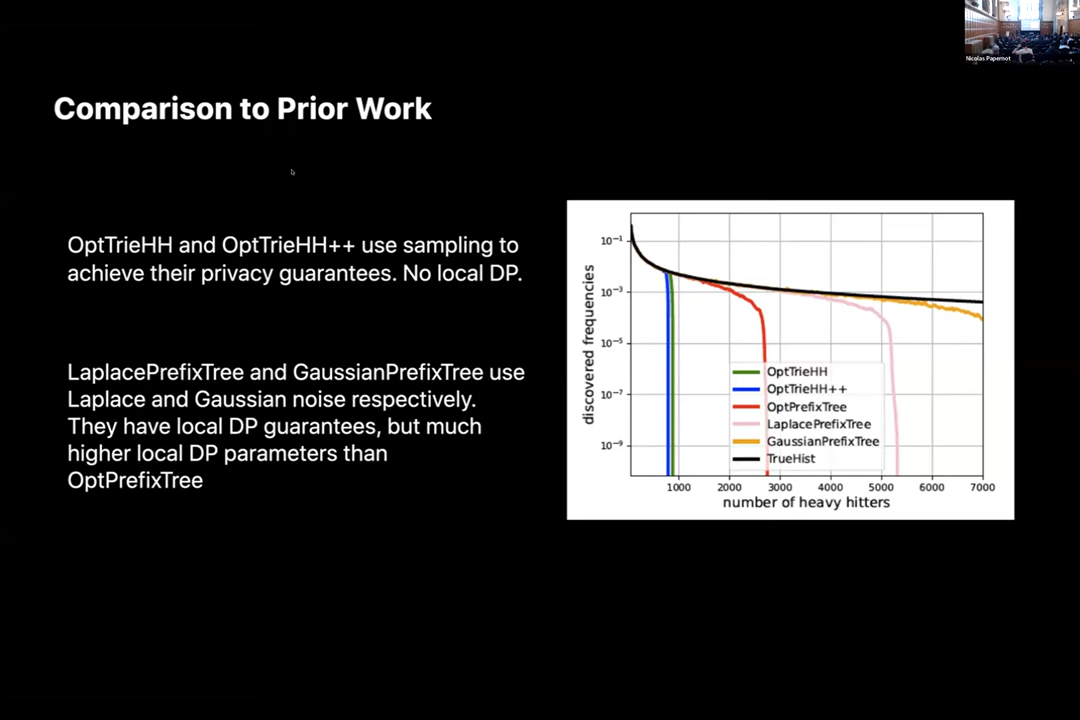 Nicolas Papernot
Comparison to Prior Work
OptTrieHH and OptTrieHH++ use sampling to
achieve their privacy guarantees. No local DP.
LaplacePrefixTree and GaussianPrefixTree use
Laplace and Gaussian noise respectively.
They have local DP guarantees, but much
higher local DP parameters than
OptPrefixTree
discovered frequencies
10⁻¹
10⁻³
10⁻⁵
10⁻⁷
10⁻⁹
OptTrieHH
OptTrieHH++
OptPrefixTree
LaplacePrefixTree
GaussianPrefixTree
TrueHist
1000 2000 3000 4000 5000 6000 7000
number of heavy hitters